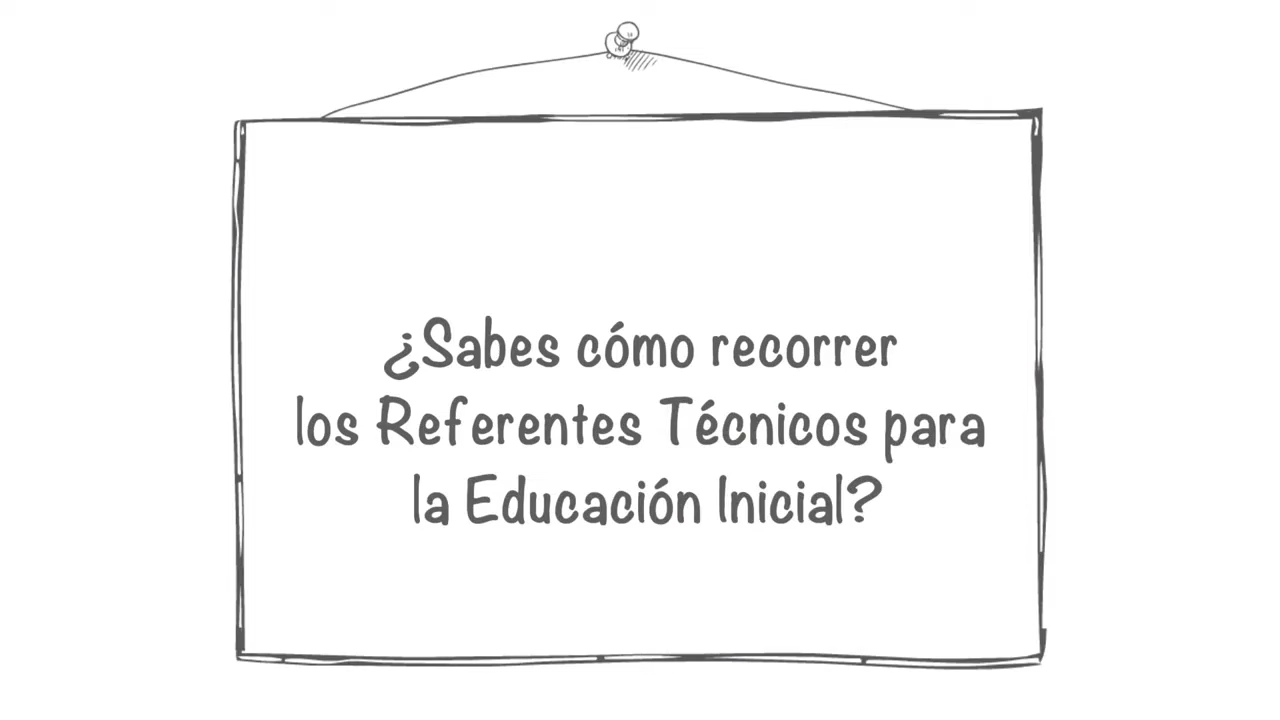 ¿Sabes cómo recorrer
los Referentes Técnicos para
la Educación Inicial?